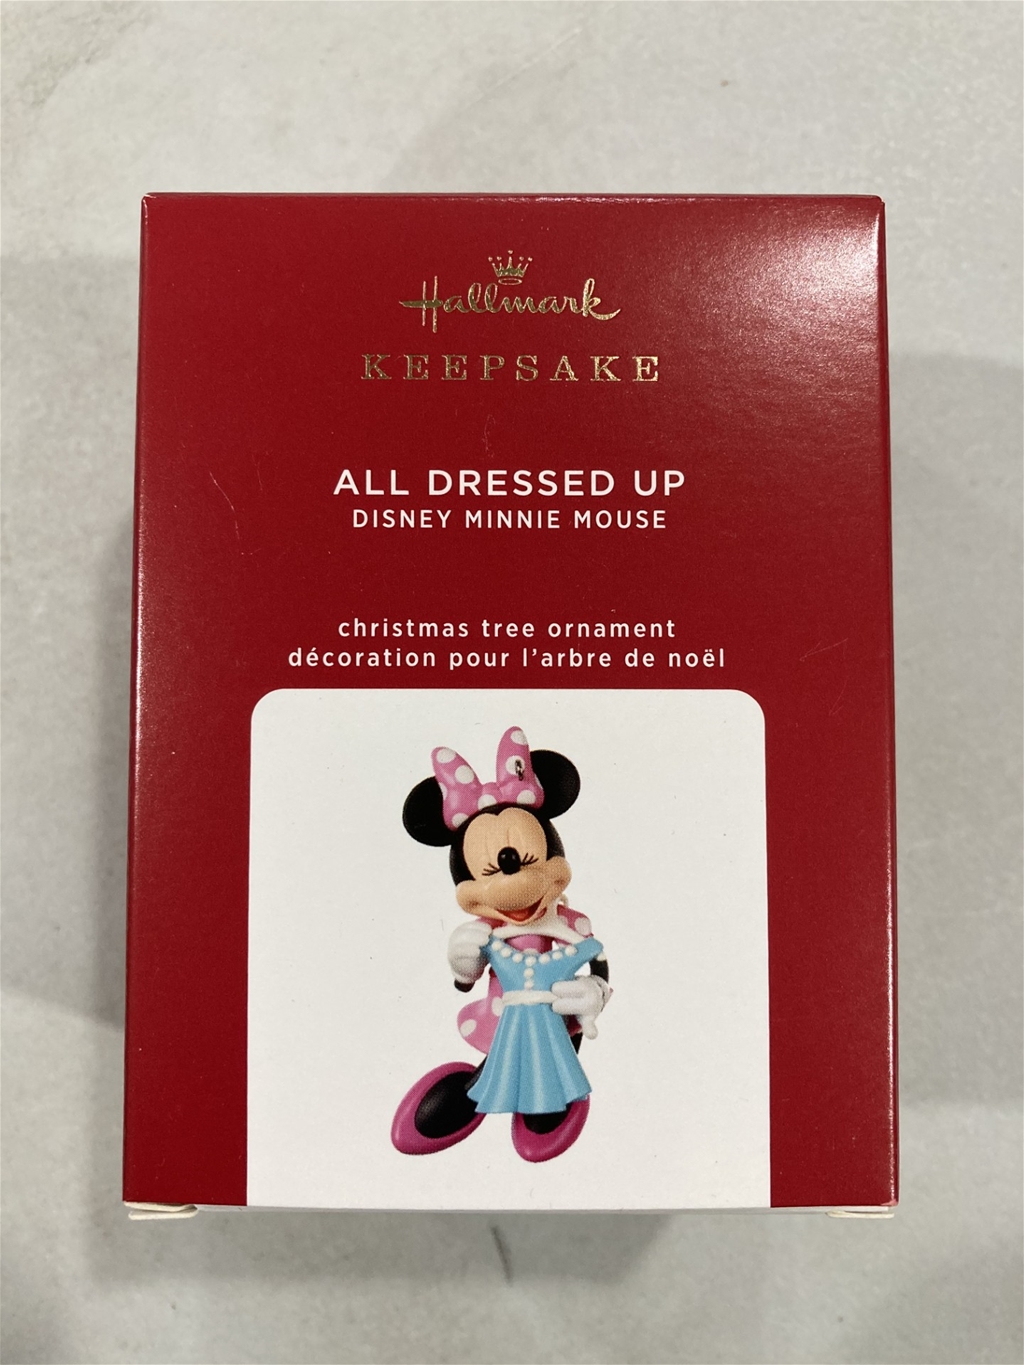 Hallmark
KEEPSAKE
ALL DRESSED UP
DISNEY MINNIE MOUSE
christmas tree ornament
décoration pour l'arbre de noël